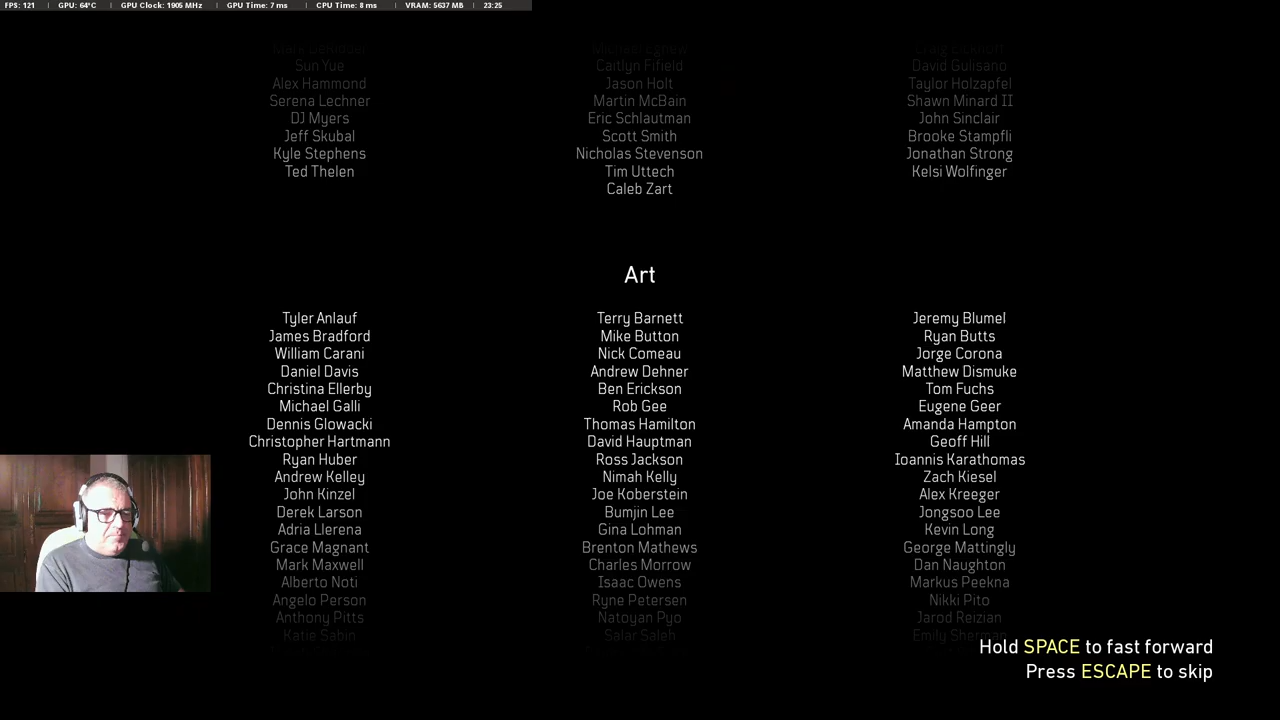 FPS: 121 | GPU: 64°C | GPU Clock: 1905 MHz | GPU Time: 7 ms | CPU Time: 8 ms | VRAM: 5637 MB | 23:25
Sun Yue Caitlyn Fifield David Gulisano
Alex Hammond Jason Holt Taylor Holzapfel
Serena Lechner Martin McBain Shawn Minard II
DJ Myers Eric Schlautman John Sinclair
Jeff Skubal Scott Smith Brooke Stampfli
Kyle Stephens Nicholas Stevenson Jonathan Strong
Ted Thelen Tim Uttech Kelsi Wolfinger
Caleb Zart
Art
Tyler Anlauf Terry Barnett Jeremy Blumel
James Bradford Mike Button Ryan Butts
William Carani Nick Comeau Jorge Corona
Daniel Davis Andrew Dehner Matthew Dismuke
Christina Ellerby Ben Erickson Tom Fuchs
Michael Galli Rob Gee Eugene Geer
Dennis Glowacki Thomas Hamilton Amanda Hampton
Christopher Hartmann David Hauptman Geoff Hill
Ryan Huber Ross Jackson Ioannis Karathomas
Andrew Kelley Nimah Kelly Zach Kiesel
John Kinzel Joe Koberstein Alex Kreeger
Derek Larson Bumjin Lee Jongsoo Lee
Adria Llerena Gina Lohman Kevin Long
Grace Magnant Brenton Mathews George Mattingly
Mark Maxwell Charles Morrow Dan Naughton
Alberto Noti Isaac Owens Markus Peekna
Angelo Person Ryne Petersen Nikki Pito
Anthony Pitts Natoyan Pyo Jarod Reizian
Katie Sabin Salar Saleh Emily Sherman
Hold SPACE to fast forward
Press ESCAPE to skip